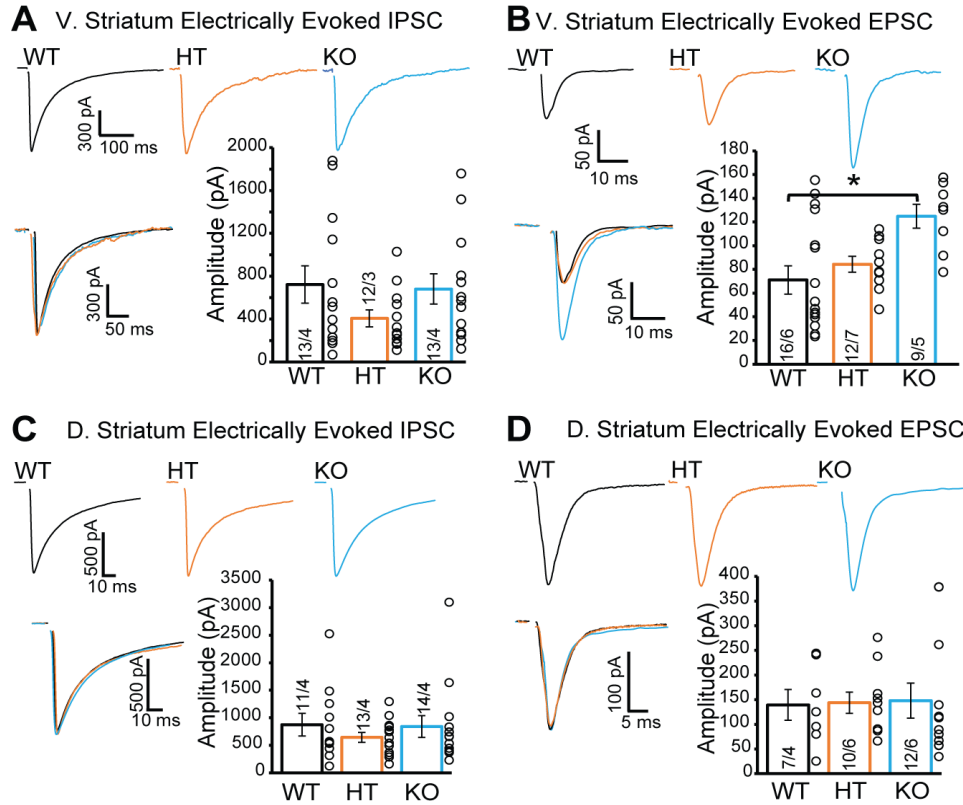 A V. Striatum Electrically Evoked IPSC
WT HT KO
300 pA
100 ms
300 pA
50 ms
Amplitude (pA)
2000
1600
1200
800
400
0
13/4
12/3
13/4
WT HT KO
B V. Striatum Electrically Evoked EPSC
WT HT KO
50 pA
10 ms
50 pA
10 ms
Amplitude (pA)
180
160
140
120
100
80
60
40
20
0
*
16/6
12/7
9/5
WT HT KO
C D. Striatum Electrically Evoked IPSC
WT HT KO
500 pA
10 ms
500 pA
10 ms
Amplitude (pA)
3500
3000
2500
2000
1500
1000
500
0
11/4
13/4
14/4
WT HT KO
D D. Striatum Electrically Evoked EPSC
WT HT KO
100 pA
5 ms
Amplitude (pA)
400
350
300
250
200
150
100
50
0
7/4
10/6
12/6
WT HT KO